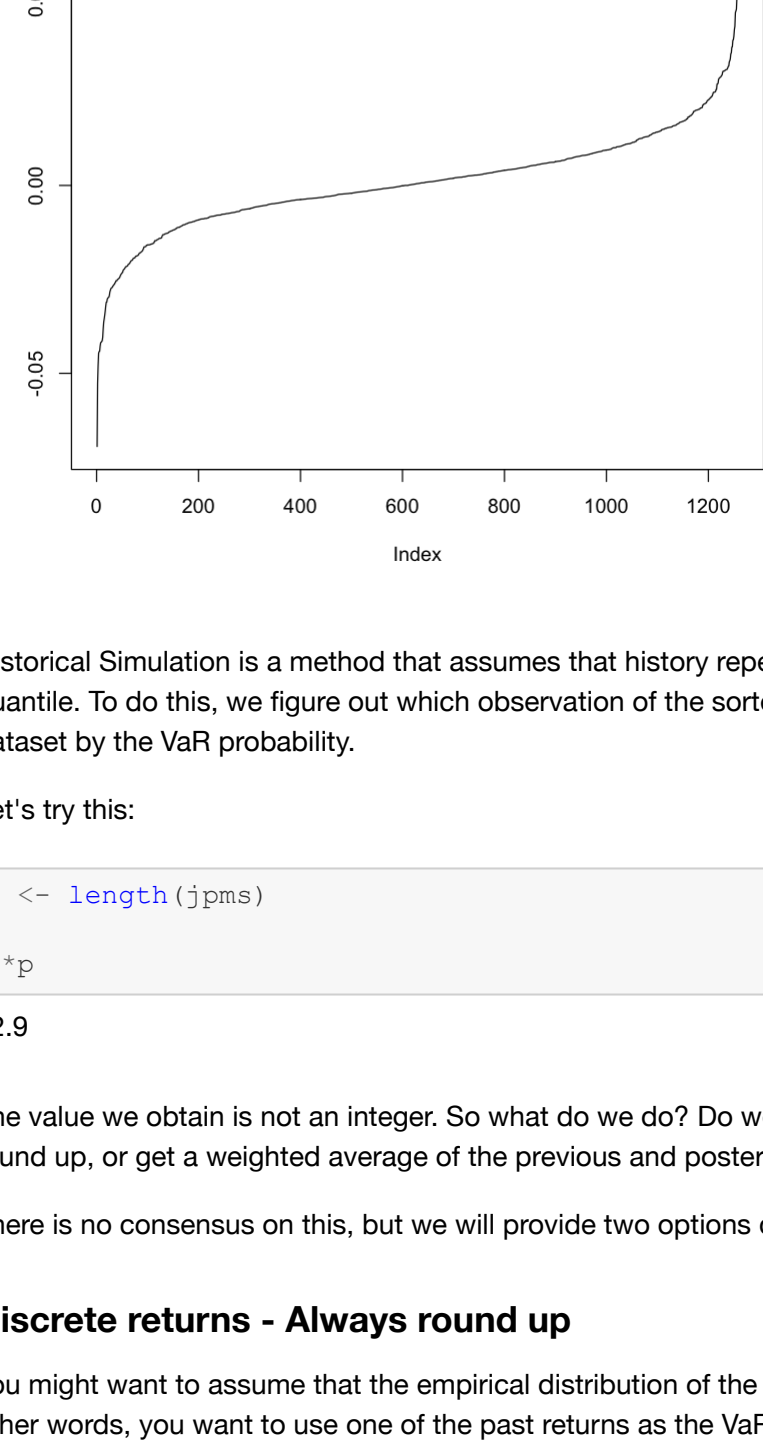 0.00
-0.05
0 200 400 600 800 1000 1200
Index
istorical Simulation is a method that assumes that history repe
uantile. To do this, we figure out which observation of the sort
ataset by the VaR probability.
et's try this:
<- length(jpms)
*p
2.9
ne value we obtain is not an integer. So what do we do? Do w
und up, or get a weighted average of the previous and poster
here is no consensus on this, but we will provide two options
iscrete returns - Always round up
ou might want to assume that the empirical distribution of the
her words, you want to use one of the past returns as the VaR